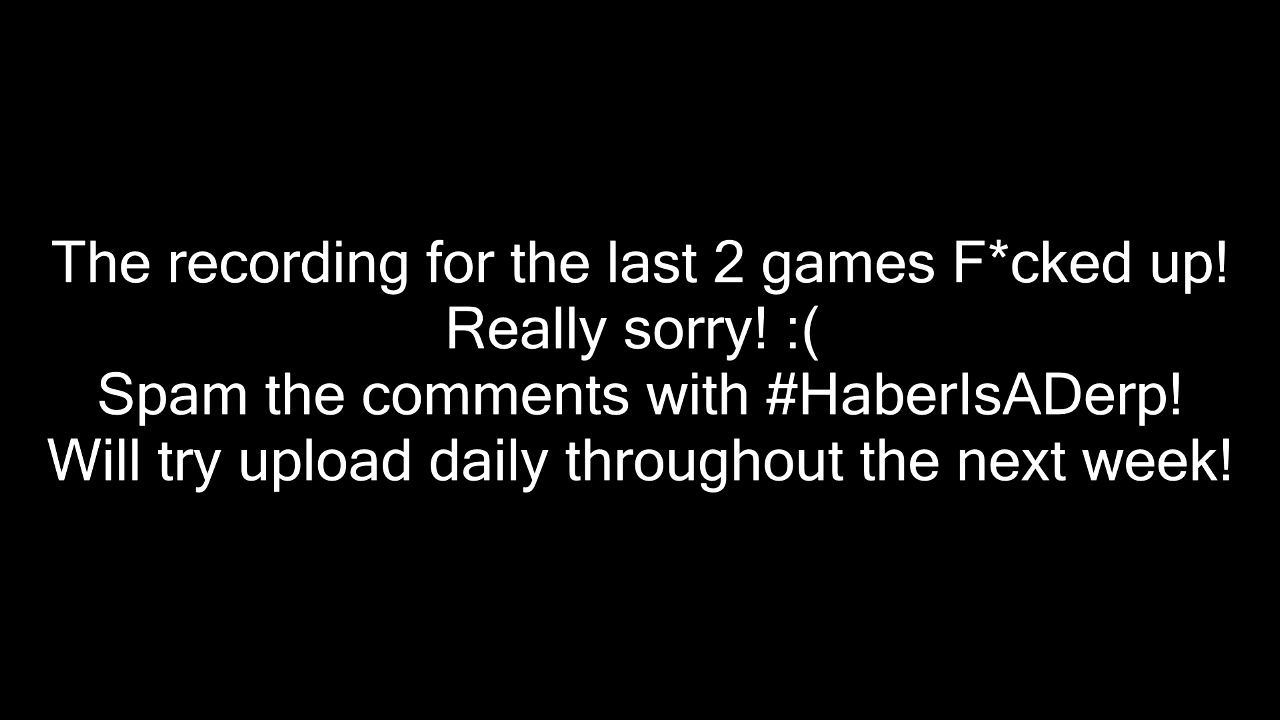 The recording for the last 2 games F*cked up!
Really sorry! :(
Spam the comments with #HaberIsADerp!
Will try upload daily throughout the next week!